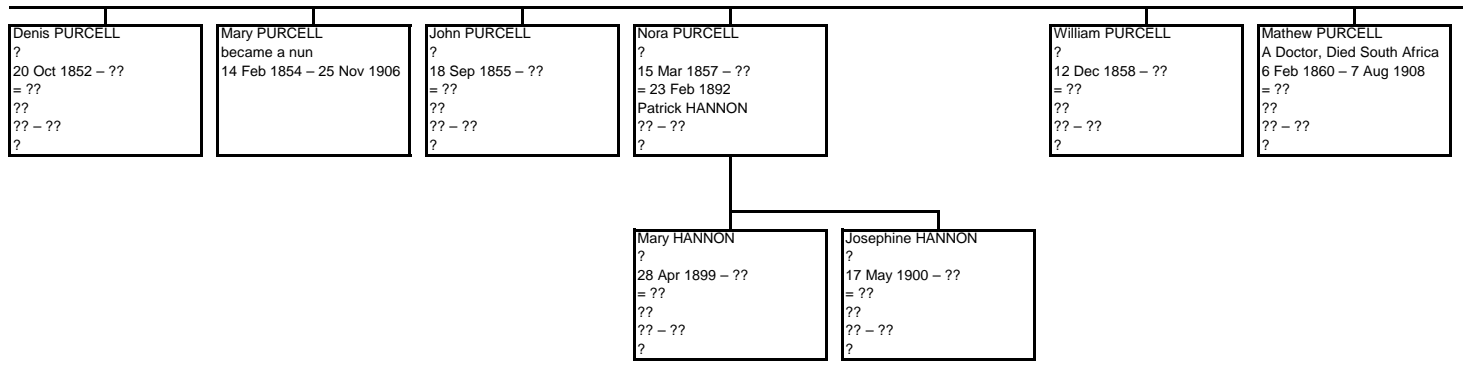 Denis PURCELL
?
20 Oct 1852 – ??
= ??
??
?? – ??
?
Mary PURCELL
became a nun
14 Feb 1854 – 25 Nov 1906
John PURCELL
?
18 Sep 1855 – ??
= ??
??
?? – ??
?
Nora PURCELL
?
15 Mar 1857 – ??
= 23 Feb 1892
Patrick HANNON
?? – ??
?
William PURCELL
?
12 Dec 1858 – ??
= ??
??
?? – ??
?
Mathew PURCELL
A Doctor, Died South Africa
6 Feb 1860 – 7 Aug 1908
= ??
??
?? – ??
?
Mary HANNON
?
28 Apr 1899 – ??
= ??
??
?? – ??
?
Josephine HANNON
?
17 May 1900 – ??
= ??
??
?? – ??
?